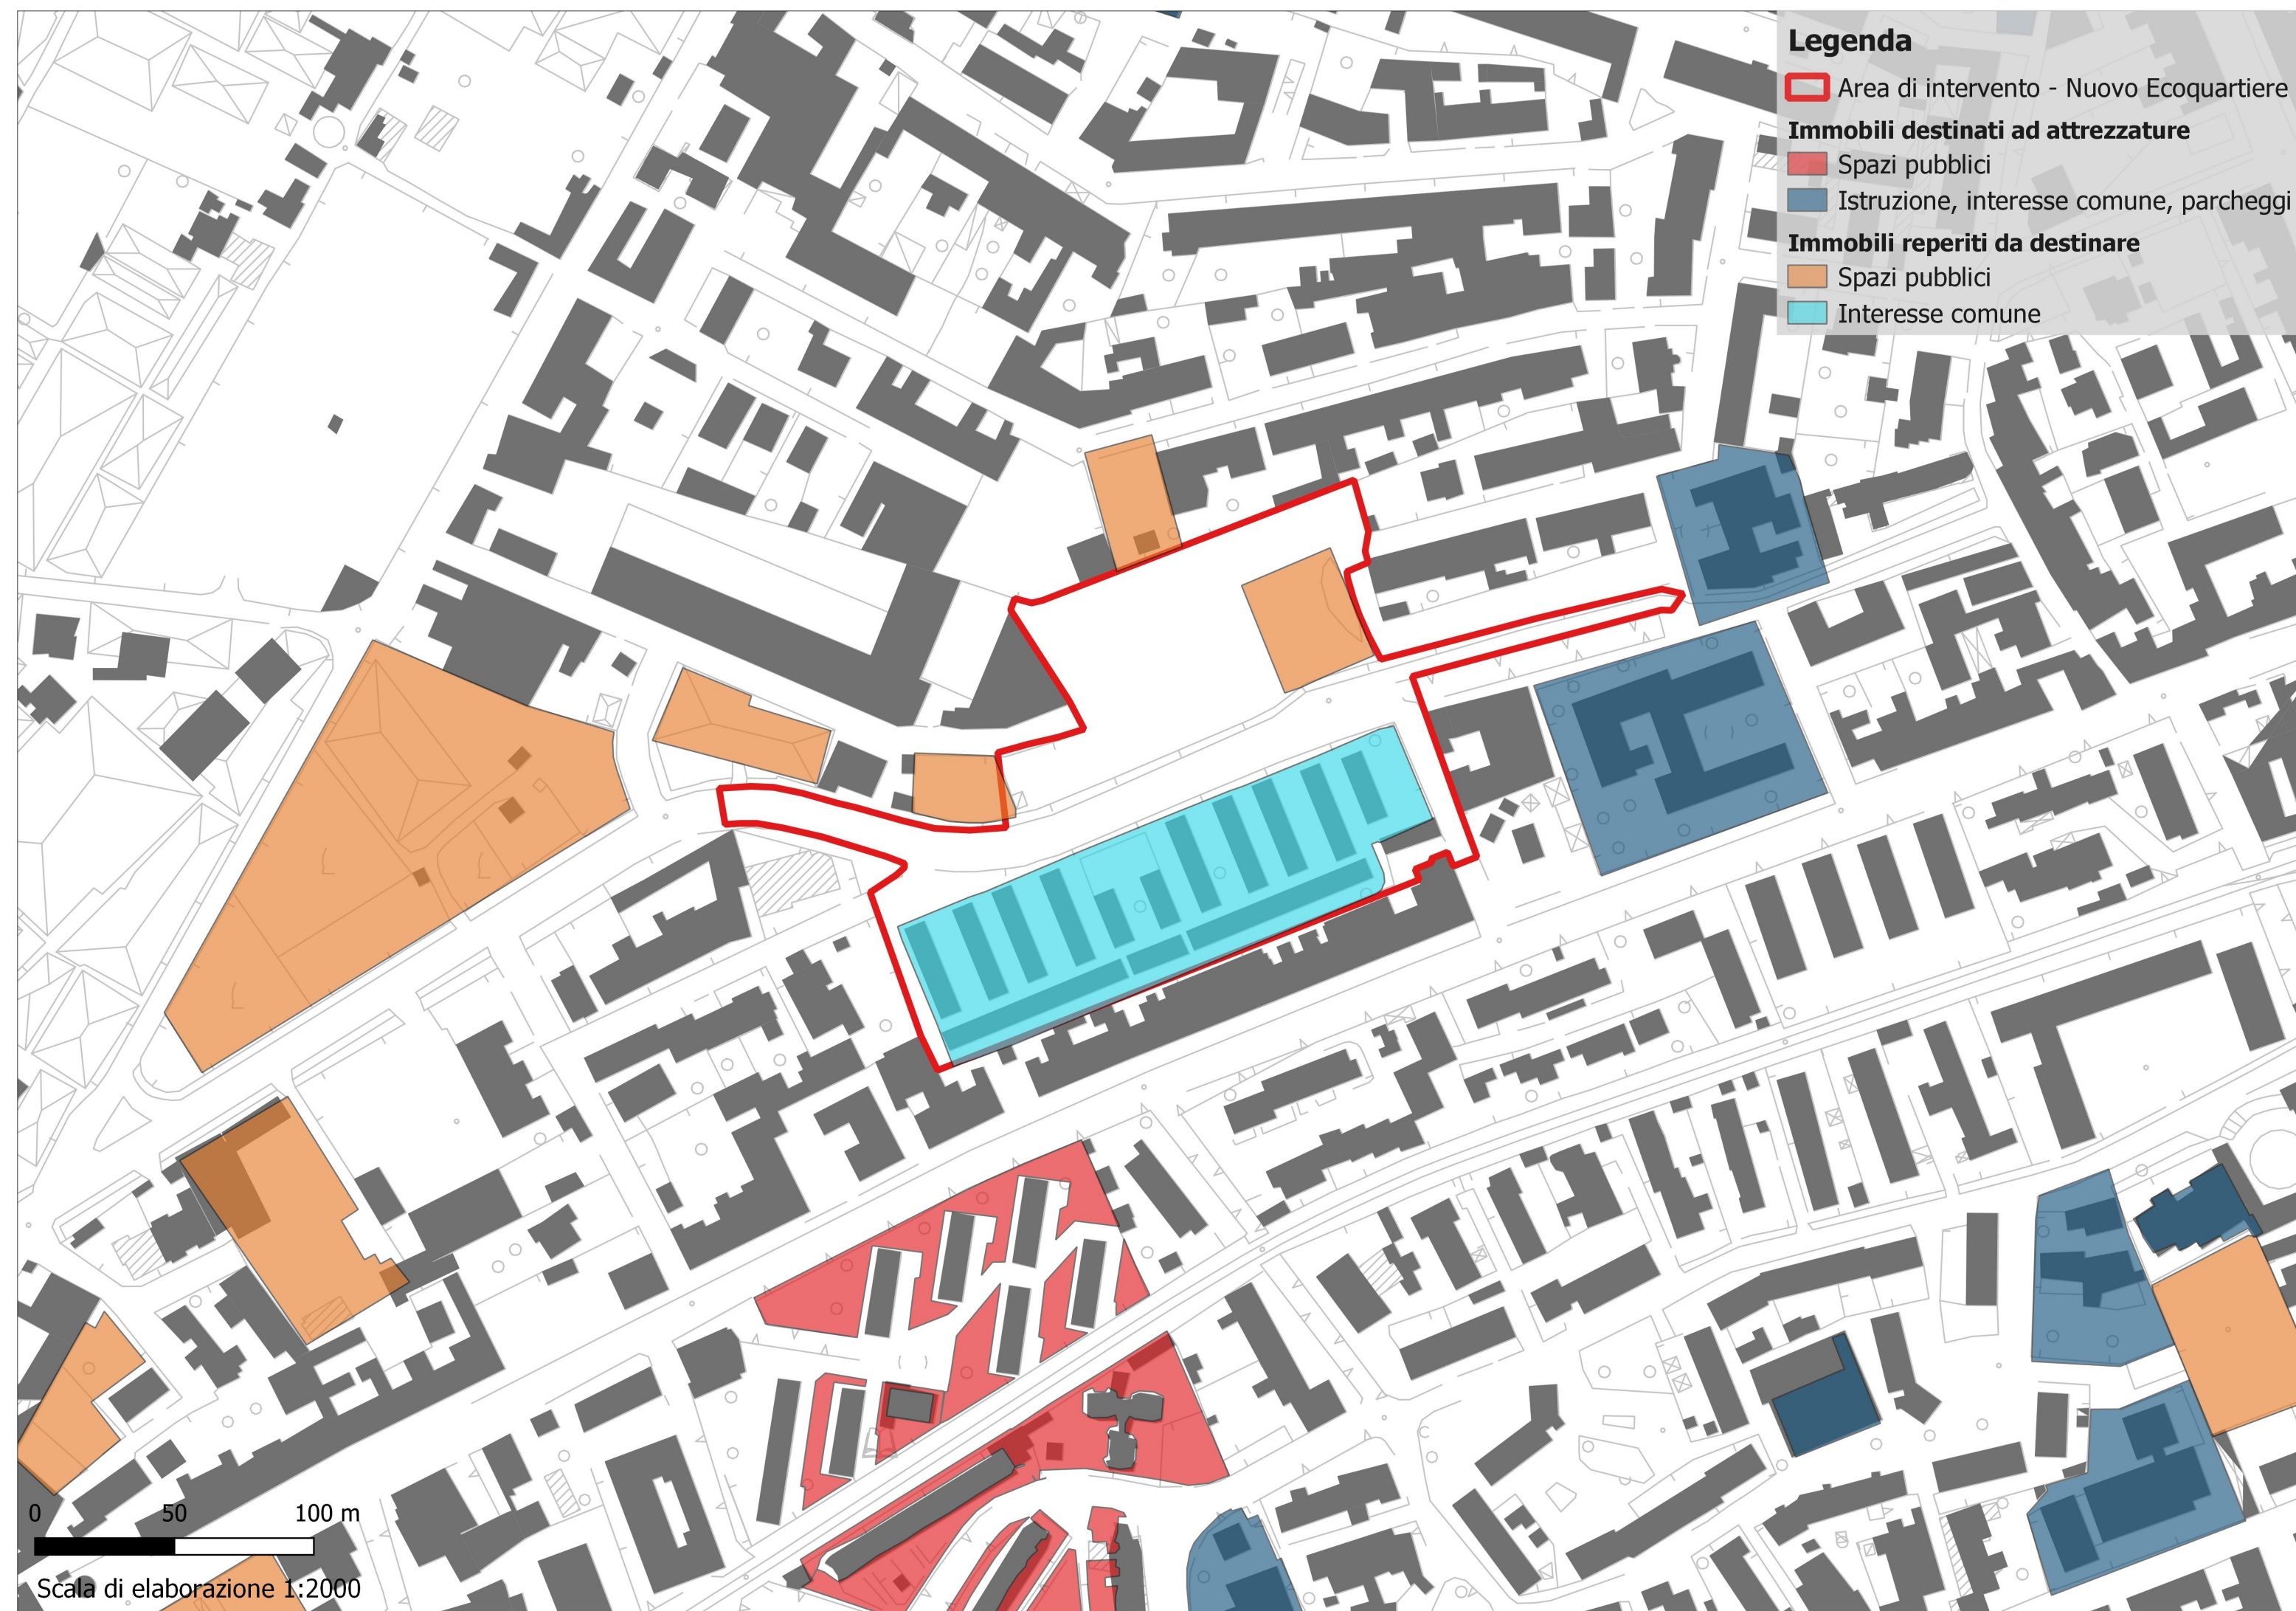 Legenda
Area di intervento - Nuovo Ecoquartiere
Immobili destinati ad attrezzature
Spazi pubblici
Istruzione, interesse comune, parcheggi
Immobili reperiti da destinare
Spazi pubblici
Interesse comune
0 50 100 m
Scala di elaborazione 1:2000